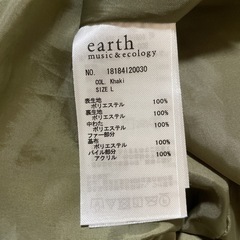 earth
music&ecology
NO. 18184I20030
COL. Khaki
SIZE L
表生地
ポリエステル 100%
裏生地
ポリエステル 100%
中わた
ポリエステル 100%
ファー部分
基布
ポリエステル 100%
パイル部分
アクリル 100%